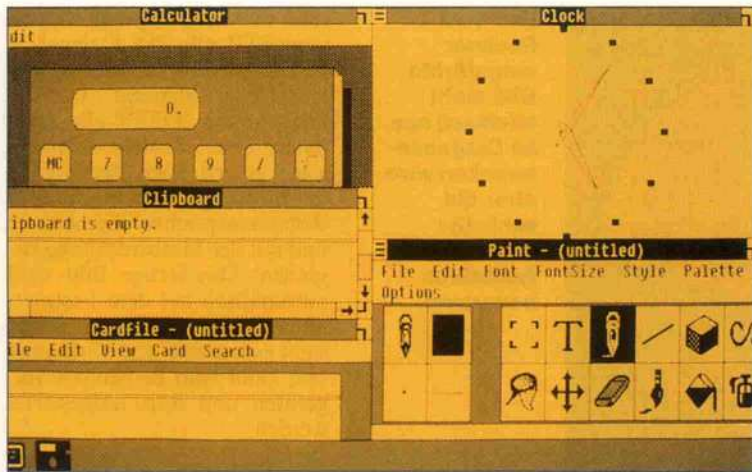 Calculator
dit
0.
MC 7 8 9 /
Clipboard
ipboard is empty.
CardFile - (untitled)
ile Edit View Card Search
Clock
Paint - (untitled)
File Edit Font FontSize Style Palette
Options
T